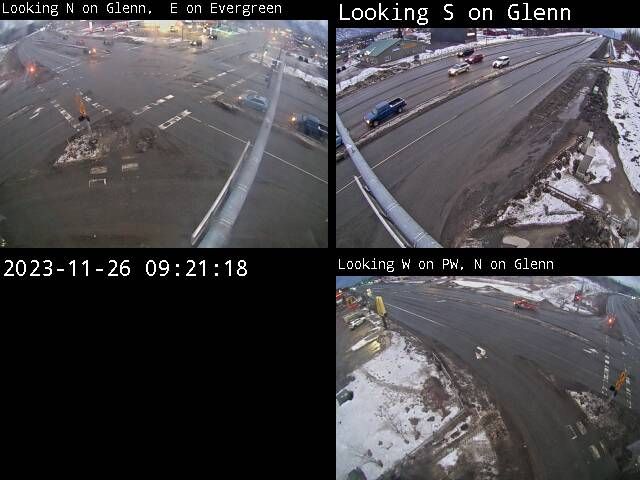 Looking N on Glenn, E on Evergreen
Looking S on Glenn
2023-11-26 09:21:18
Looking W on PW, N on Glenn